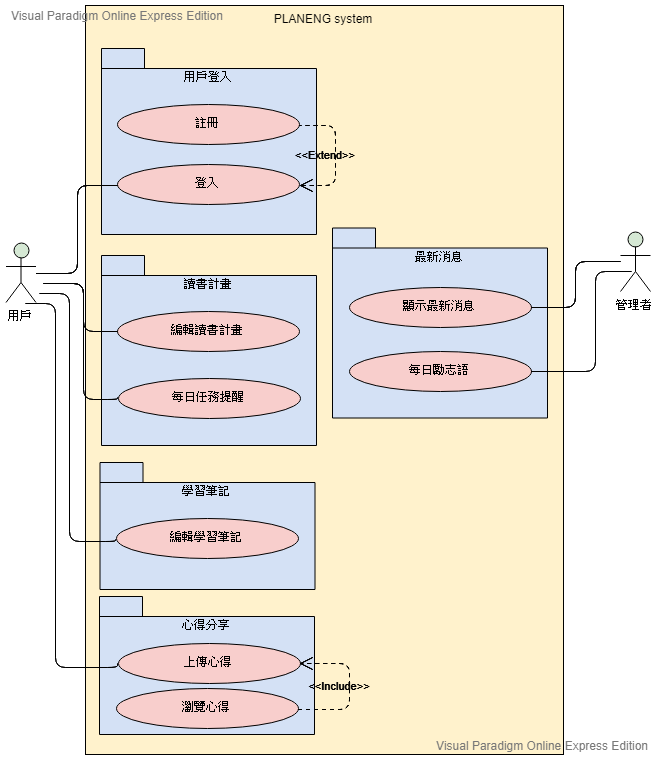 Visual Paradigm Online Express Edition
PLANENG system
用戶登入
註冊
<<Extend>>
登入
用戶
讀書計畫
編輯讀書計畫
每日任務提醒
最新消息
顯示最新消息
每日勵志語
管理者
學習筆記
編輯學習筆記
心得分享
上傳心得
<<Include>>
瀏覽心得
Visual Paradigm Online Express Edition